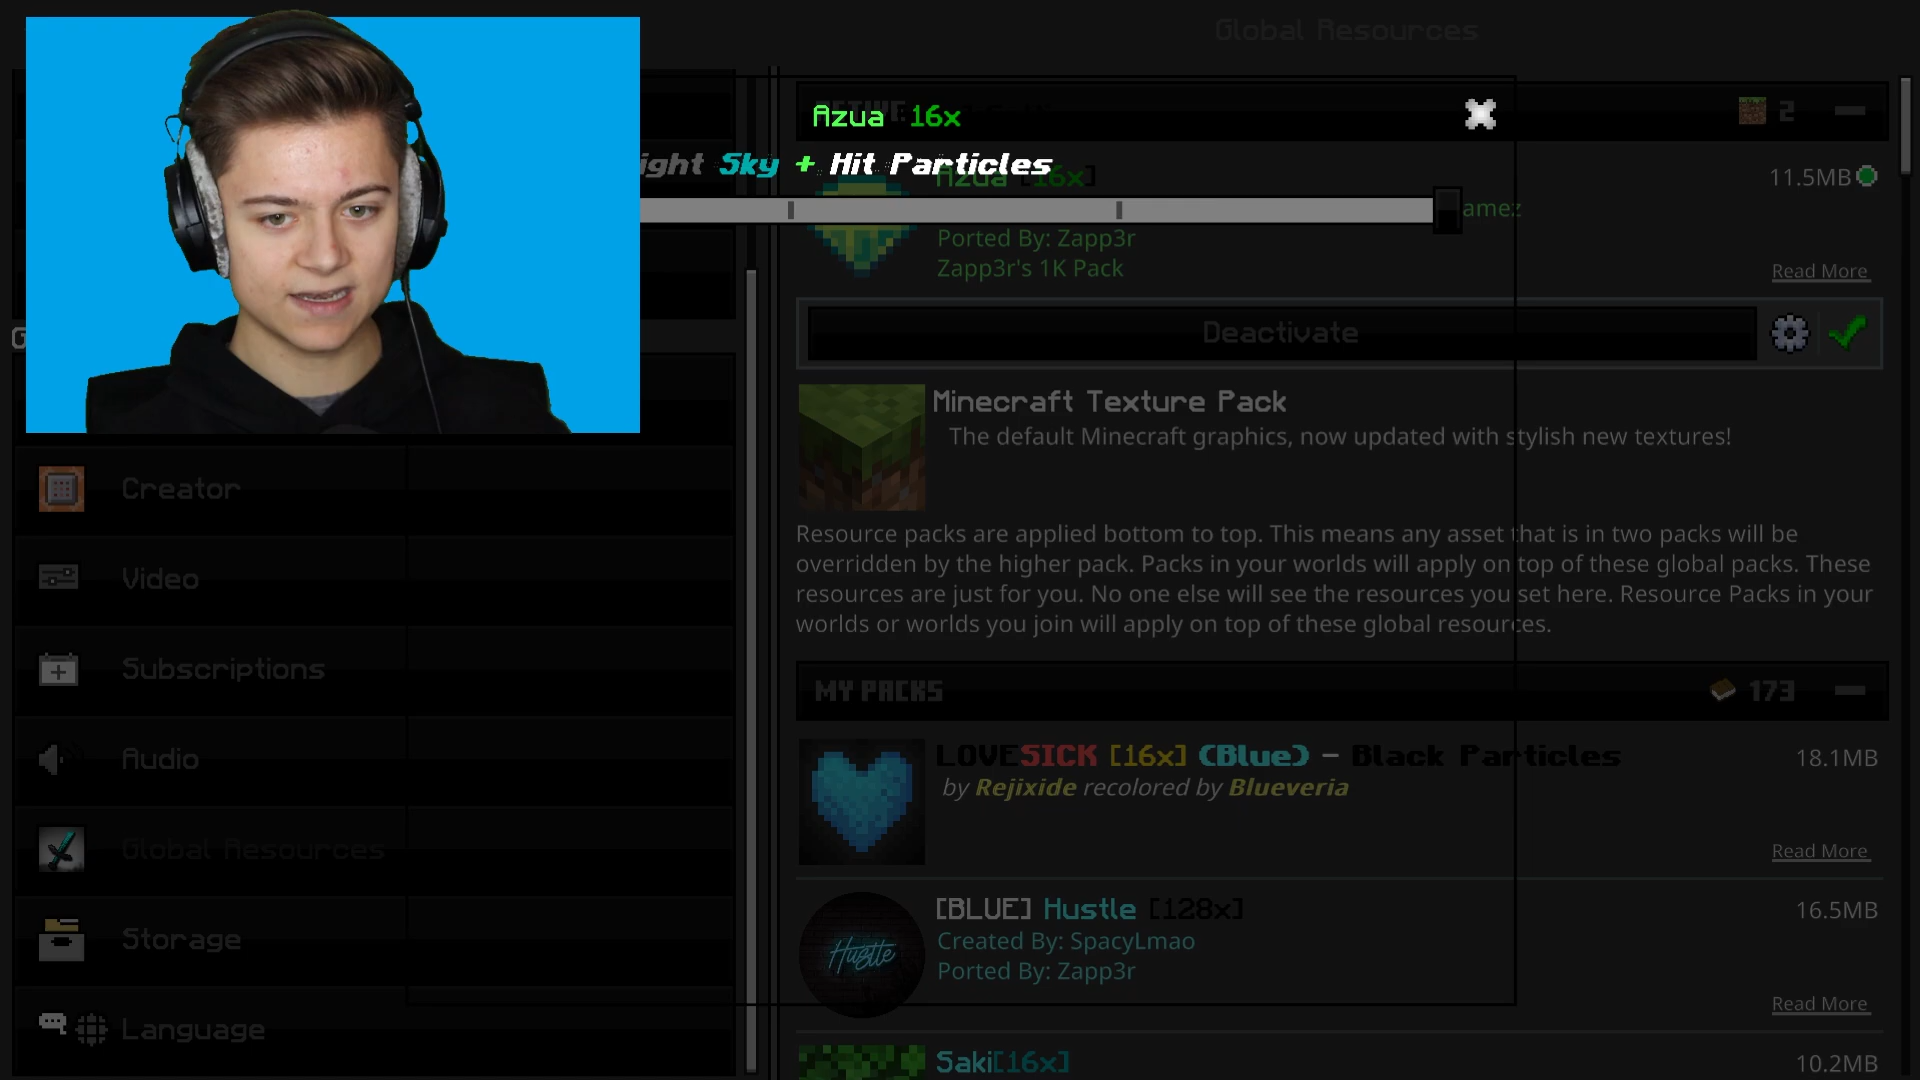 Global Resources
Azua 16x
2
Sky + Hit Particles
Azua [16x]
11.5MB
Ported By: Zapp3r
Zapp3r's 1K Pack
Read More
Deactivate
Minecraft Texture Pack
The default Minecraft graphics, now updated with stylish new textures!
Creator
Video
Subscriptions
Audio
Global Resources
Storage
Language
Resource packs are applied bottom to top. This means any asset that is in two packs will be
overridden by the higher pack. Packs in your worlds will apply on top of these global packs. These
resources are just for you. No one else will see the resources you set here. Resource Packs in your
worlds or worlds you join will apply on top of these global resources.
MY PACKS
173
LOVESICK [16x] (Blue) - Black Particles
18.1MB
by Rejixide recolored by Blueveria
Read More
[BLUE] Hustle [128x]
16.5MB
Hustle
Created By: SpacyLmao
Ported By: Zapp3r
Read More
Saki[16x]
10.2MB